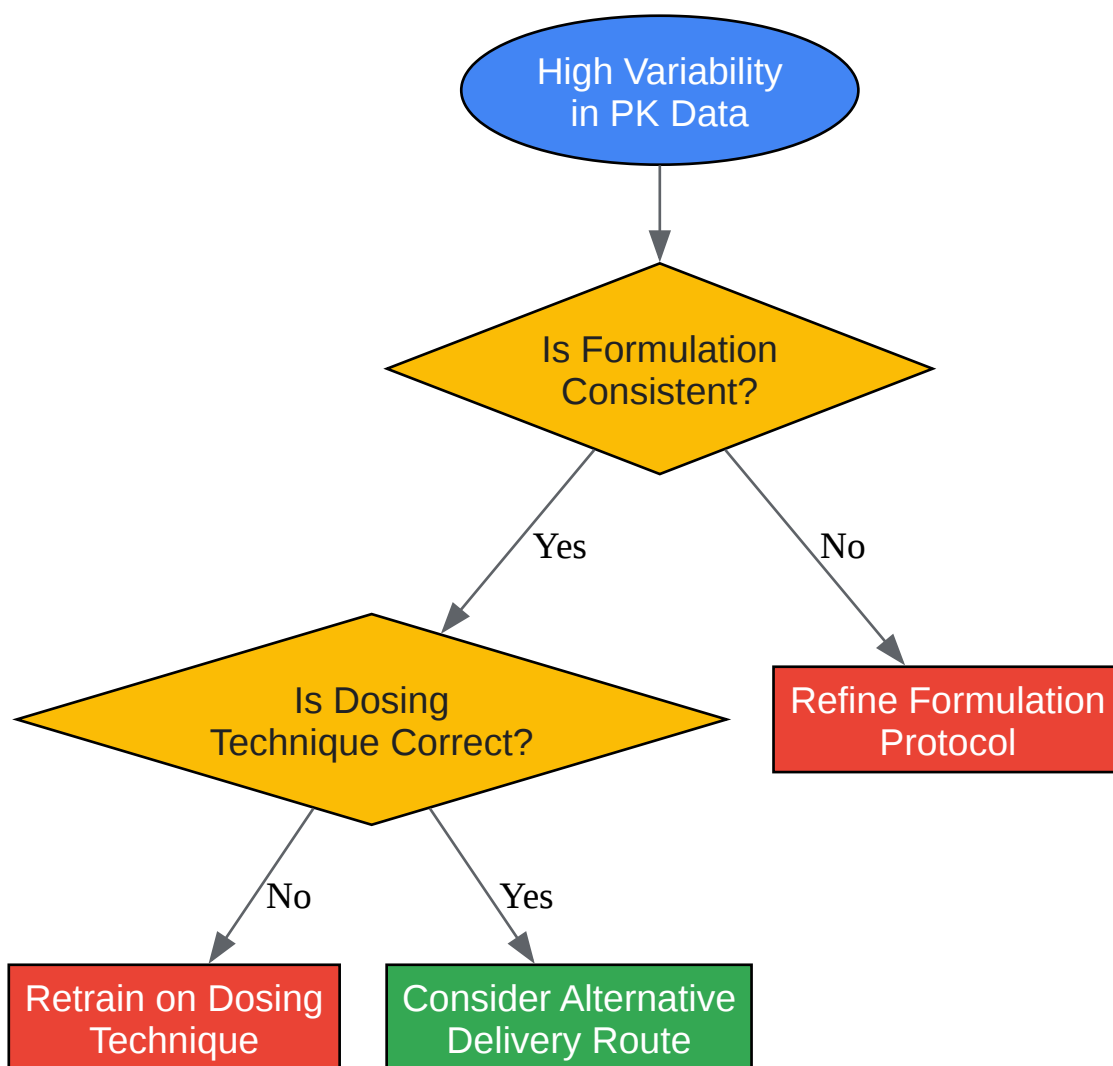 High Variability
in PK Data
Is Formulation
Consistent?
Yes
No
Is Dosing
Technique Correct?
Refine Formulation
Protocol
No
Yes
Retrain on Dosing
Technique
Consider Alternative
Delivery Route